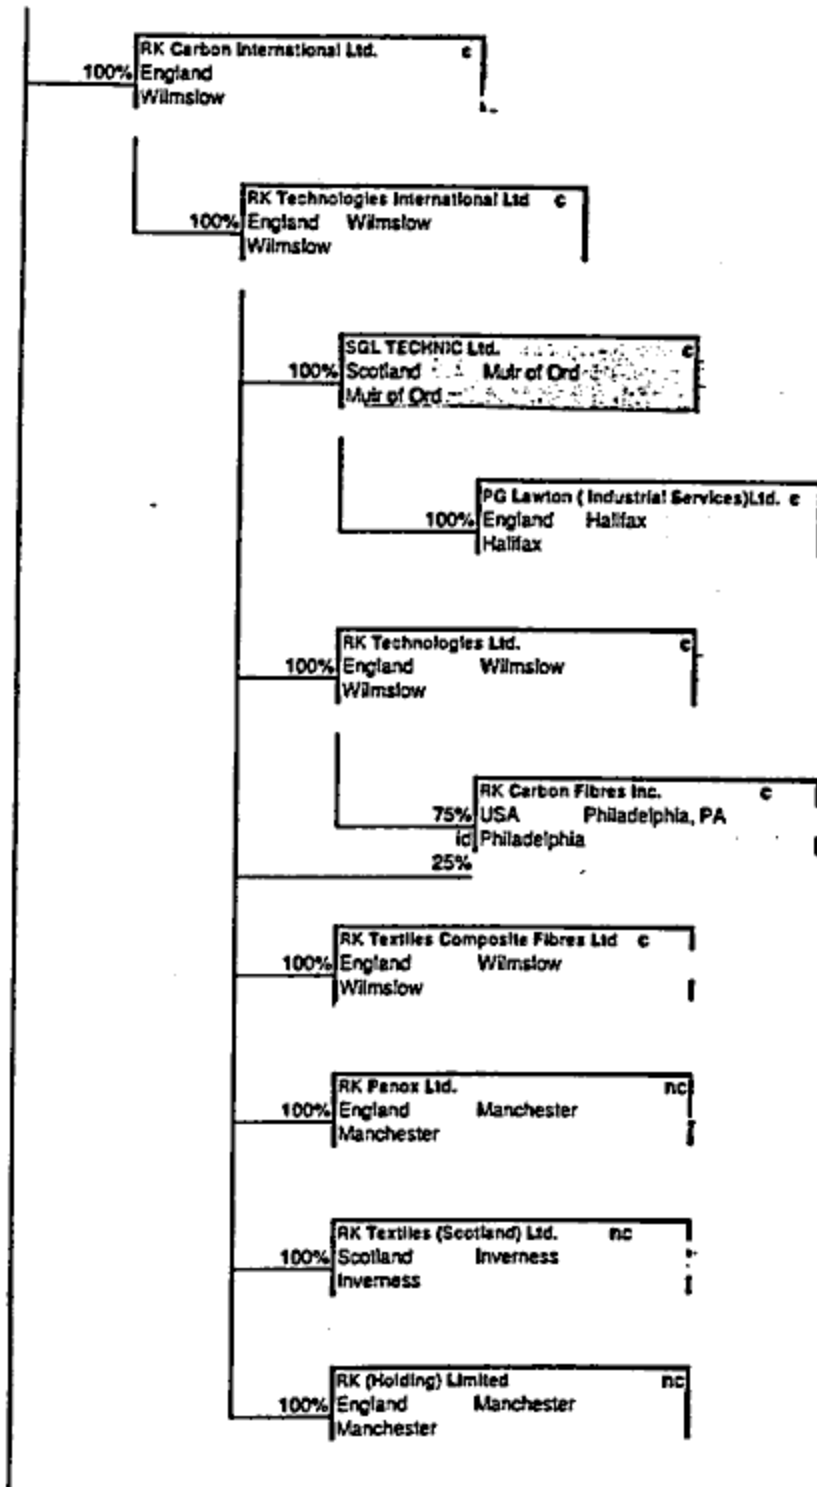 RK Carbon International Ltd. c
100% England
Wilmslow
RK Technologies International Ltd c
100% England Wilmslow
Wilmslow
SGL TECHNIC Ltd. c
100% Scotland Muir of Ord
Muir of Ord
PG Lawton ( Industrial Services)Ltd. c
100% England Halifax
Halifax
RK Technologies Ltd. c
100% England Wilmslow
Wilmslow
RK Carbon Fibres Inc. c
75% USA Philadelphia, PA
id Philadelphia
25%
RK Textiles Composite Fibres Ltd c
100% England Wilmslow
Wilmslow
RK Panox Ltd. nc
100% England Manchester
Manchester
RK Textiles (Scotland) Ltd. nc
100% Scotland Inverness
Inverness
RK (Holding) Limited nc
100% England Manchester
Manchester